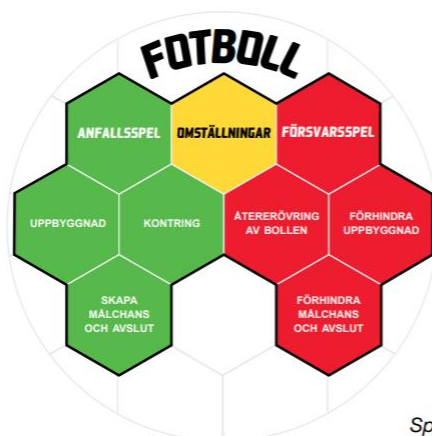 FOTBOLL
ANFALLSSPEL
OMSTÄLLNINGAR
FÖRSVARSSPEL
UPPBYGGNAD
KONTRING
ÅTERERÖVRING
AV BOLLEN
FÖRHINDRA
UPPBYGGNAD
SKAPA
MÅLCHANS
OCH AVSLUT
FÖRHINDRA
MÅLCHANS
OCH AVSLUT
Sp